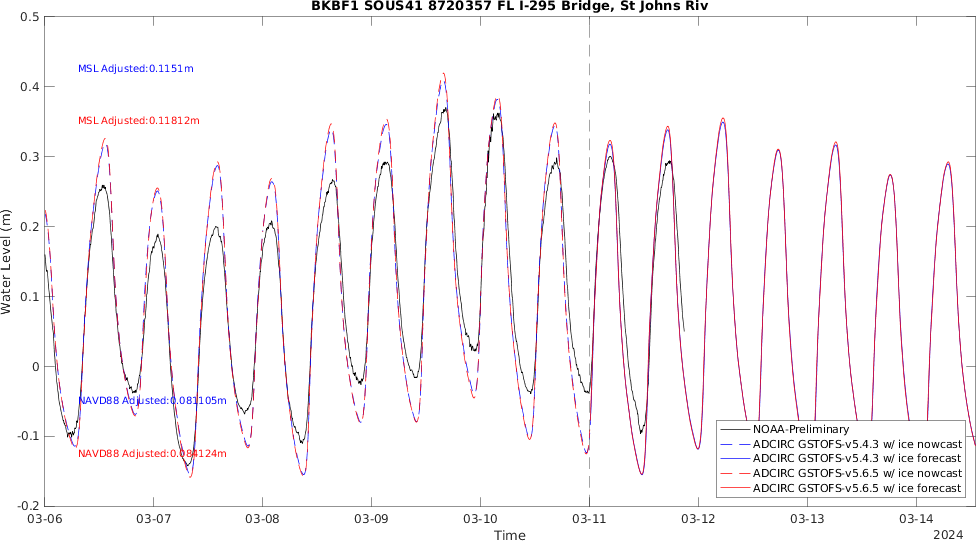 BKBF1 SOUS41 8720357 FL I-295 Bridge, St Johns Riv
0.5
0.4
0.3
0.2
0.1
0
-0.1
-0.2
Water Level (m)
MSL Adjusted:0.1151m
MSL Adjusted:0.11812m
NAVD88 Adjusted:0.081105m
NAVD88 Adjusted:0.084124m
NOAA-Preliminary
ADCIRC GSTOFS-v5.4.3 w/ ice nowcast
ADCIRC GSTOFS-v5.4.3 w/ ice forecast
ADCIRC GSTOFS-v5.6.5 w/ ice nowcast
ADCIRC GSTOFS-v5.6.5 w/ ice forecast
03-06 03-07 03-08 03-09 03-10 03-11 03-12 03-13 03-14
Time
2024